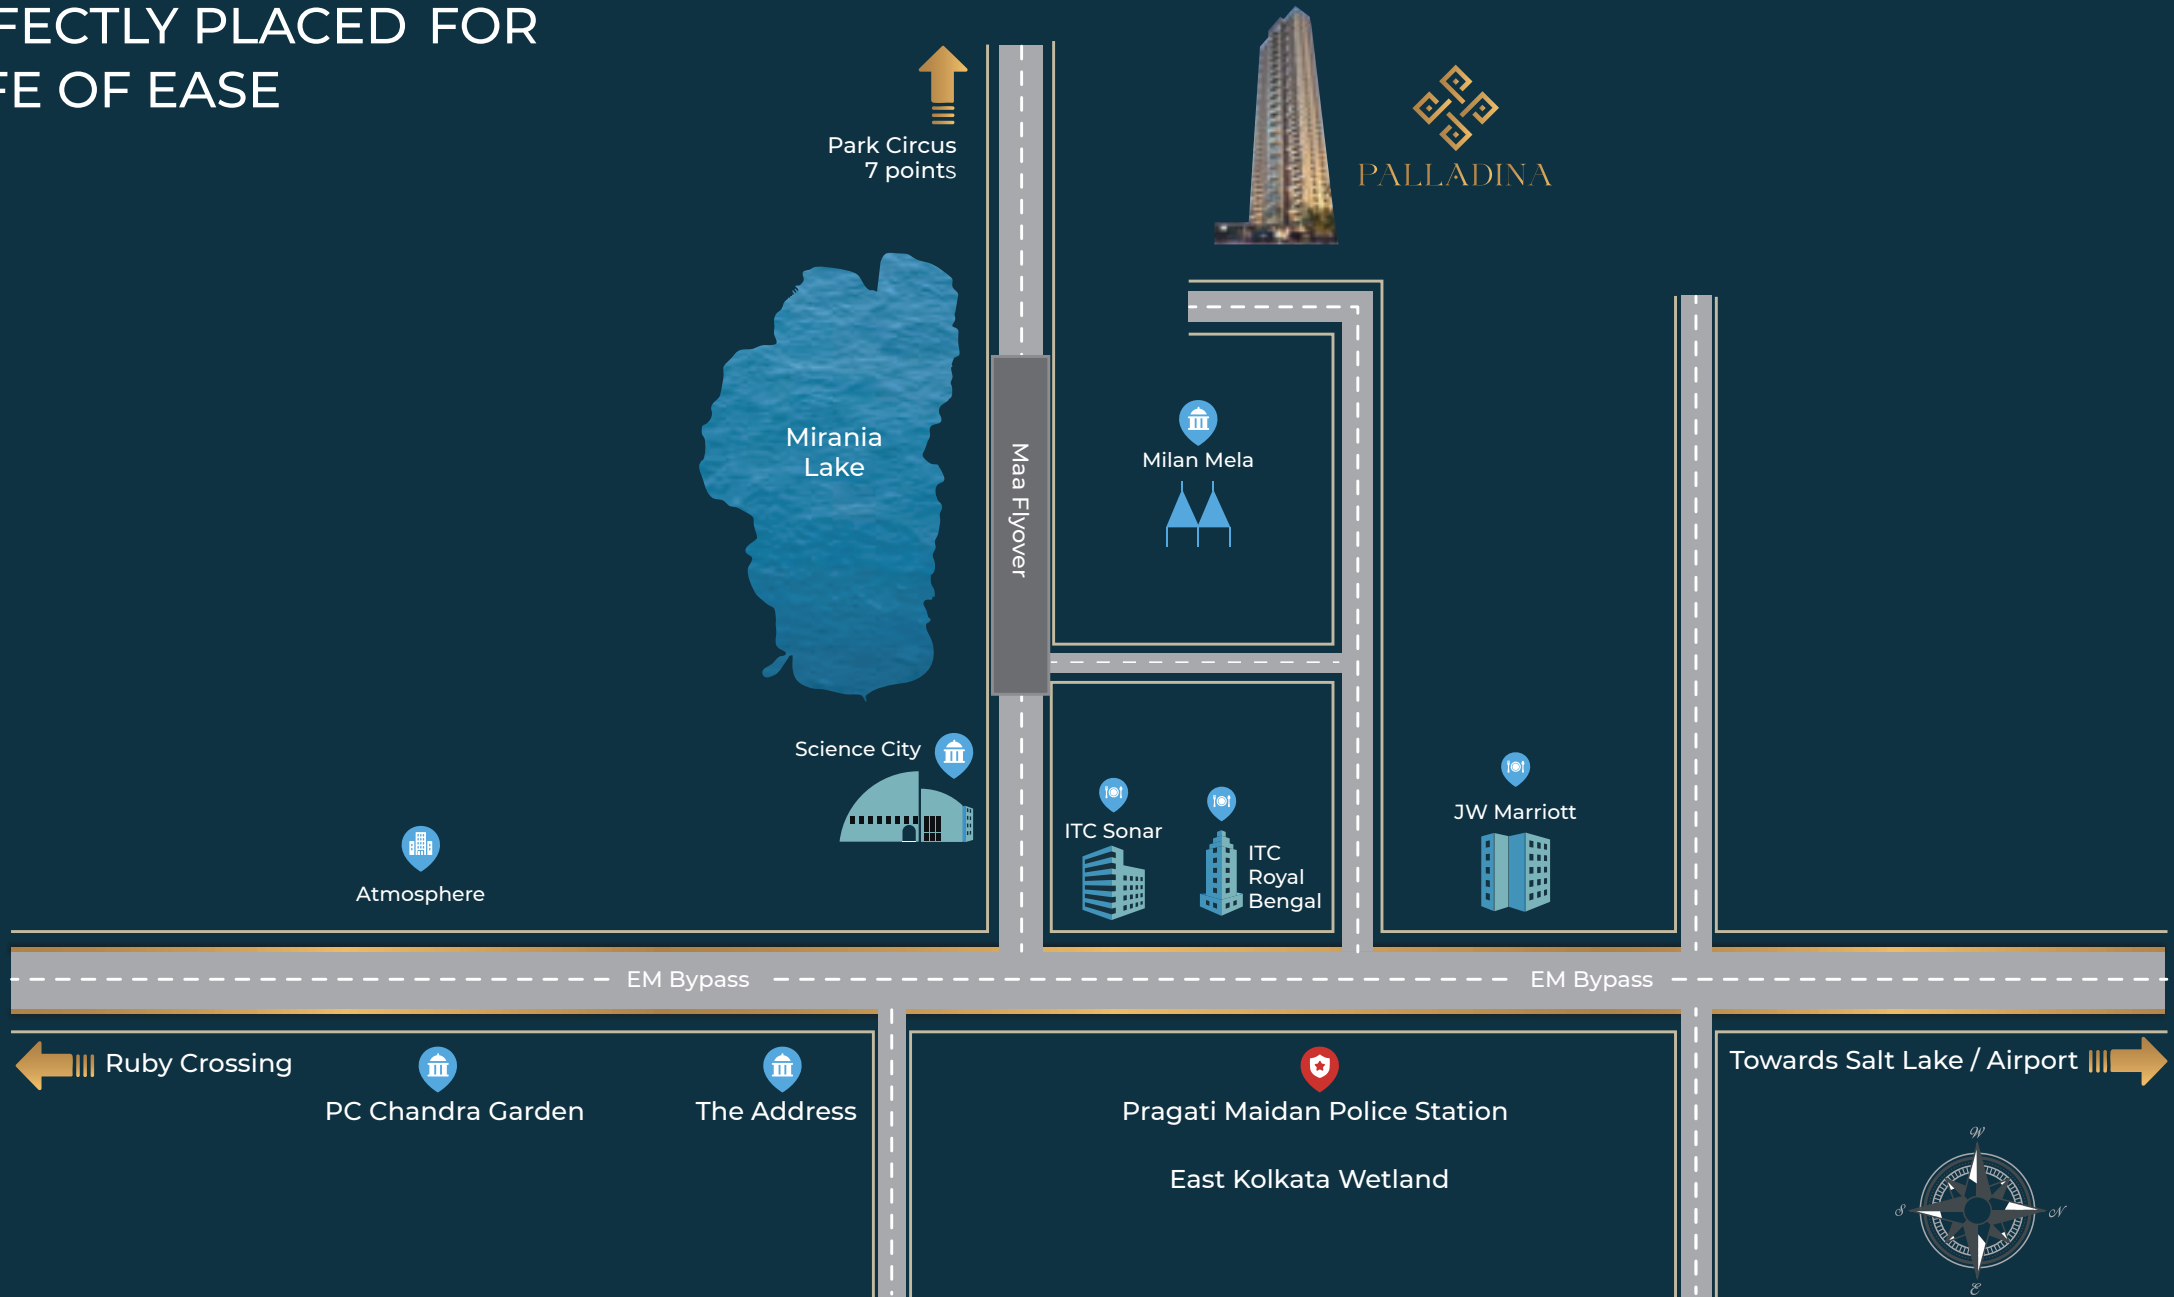 FECTLY PLACED FOR
FE OF EASE
Park Circus
7 points
PALLADINA
Mirania
Lake
Maa Flyover
Milan Mela
Science City
ITC Sonar
ITC
Royal
Bengal
JW Marriott
Atmosphere
EM Bypass
EM Bypass
Ruby Crossing
PC Chandra Garden
The Address
Pragati Maidan Police Station
East Kolkata Wetland
Towards Salt Lake / Airport
W
S
N
E